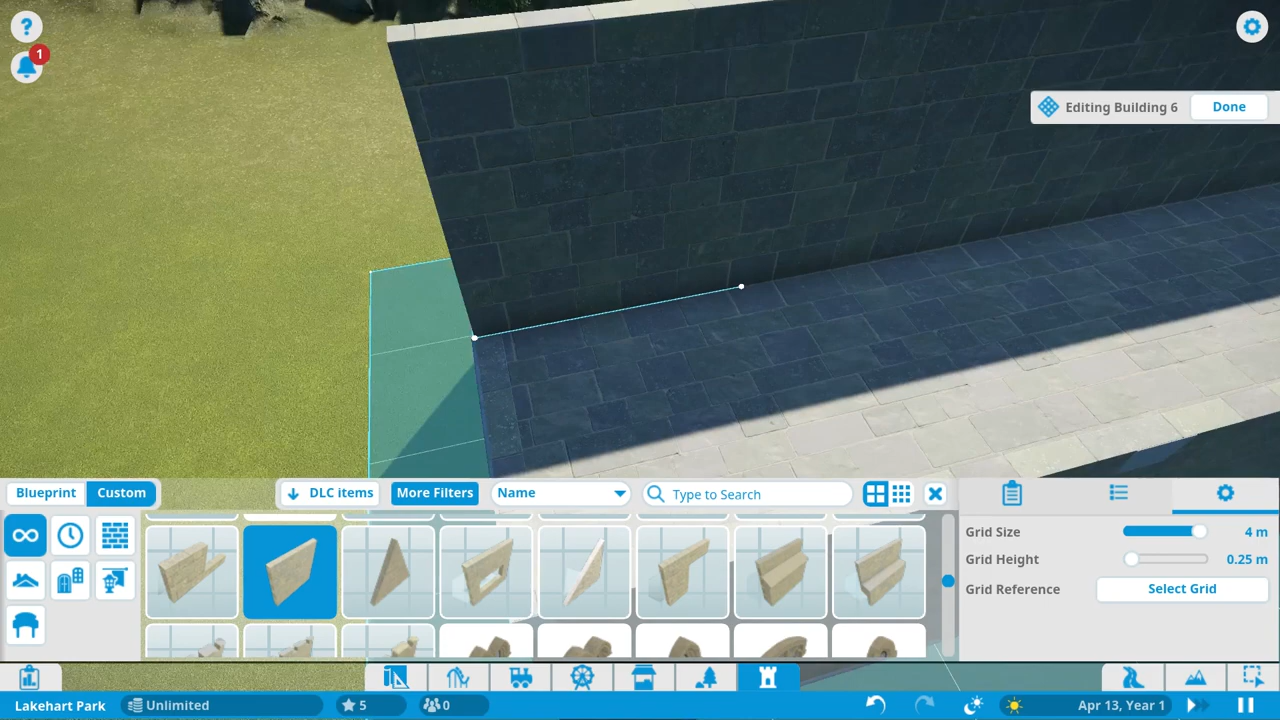 ?
1
Editing Building 6
Done
Blueprint
Custom
DLC items
More Filters
Name
Type to Search
Grid Size
4 m
Grid Height
0.25 m
Grid Reference
Select Grid
Lakehart Park
Unlimited
5
0
Apr 13, Year 1